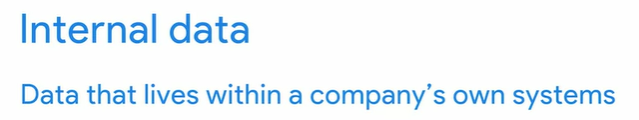 Internal data
Data that lives within a company’s own systems